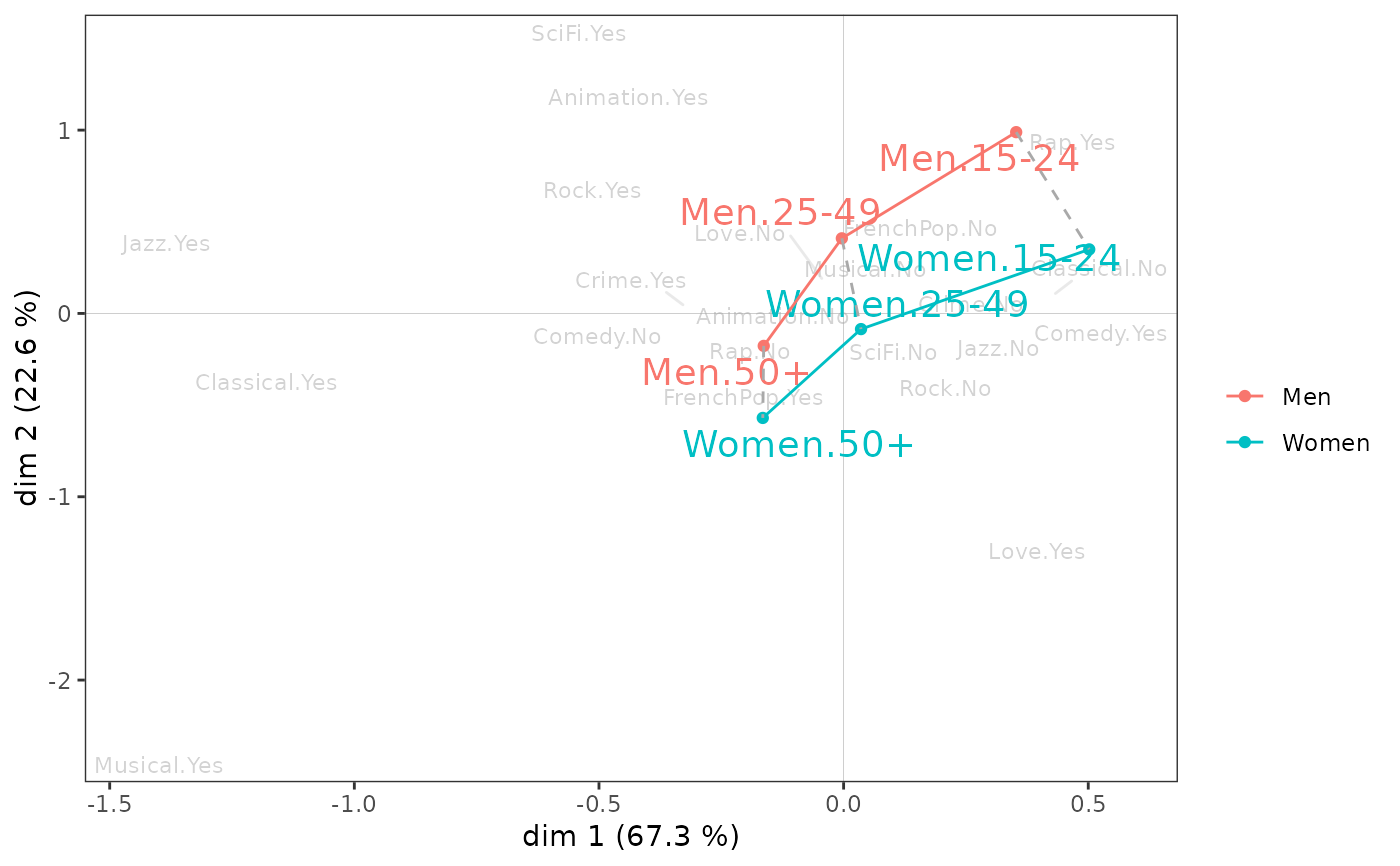 SciFi.Yes
Animation.Yes
1
Rap.Yes
Men.15-24
Rock.Yes
Men.25-49
FrenchPop.No
Love.No
Jazz.Yes
Women.15-24
Musical.No
Classical.No
Crime.Yes
Women.25-49
Crime.No
0
Animation.No
Comedy.No
Comedy.Yes
Rap.No
SciFi.No
Jazz.No
Men.50+
Classical.Yes
Rock.No
FrenchPop.Yes
Women.50+
-1
Love.Yes
-2
Musical.Yes
-1.5
-1.0
-0.5
0.0
0.5
dim 1 (67.3 %)
dim 2 (22.6 %)
Men
Women